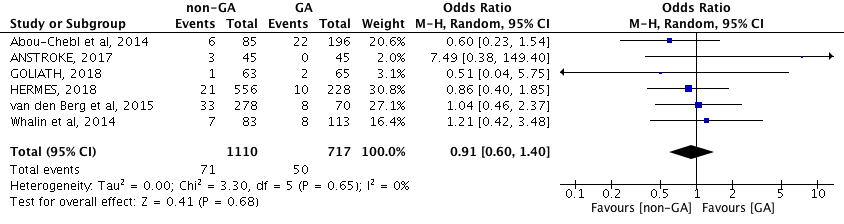 non-GA GA Odds Ratio Odds Ratio
Study or Subgroup Events Total Events Total Weight M-H, Random, 95% CI M-H, Random, 95% CI
Abou-Chebl et al, 2014 6 85 22 196 20.6% 0.60 [0.23, 1.54]
ANSTROKE, 2017 3 45 0 45 2.0% 7.49 [0.38, 149.40]
GOLIATH, 2018 1 63 2 65 3.1% 0.51 [0.04, 5.75]
HERMES, 2018 21 556 10 228 30.8% 0.86 [0.40, 1.85]
van den Berg et al, 2015 33 278 8 70 27.1% 1.04 [0.46, 2.37]
Whalin et al, 2014 7 83 8 113 16.4% 1.21 [0.42, 3.48]
Total (95% CI) 1110 717 100.0% 0.91 [0.60, 1.40]
Total events 71 50
Heterogeneity: Tau² = 0.00; Chi² = 3.30, df = 5 (P = 0.65); I² = 0%
Test for overall effect: Z = 0.41 (P = 0.68)
0.1 0.2 0.5 1 2 5 10
Favours [non-GA] Favours [GA]